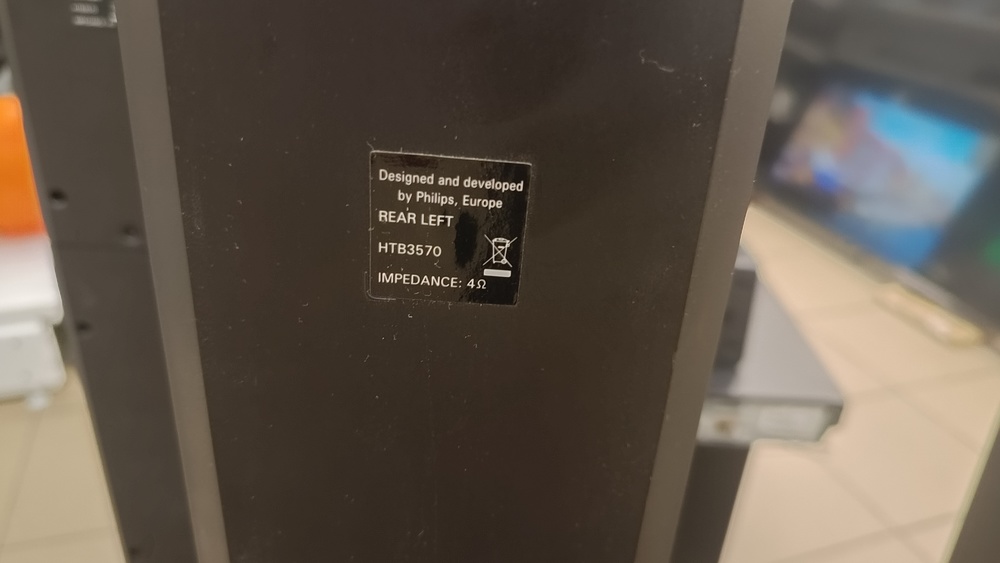 Designed and developed
by Philips, Europe
REAR LEFT
HTB3570
IMPEDANCE: 4Ω